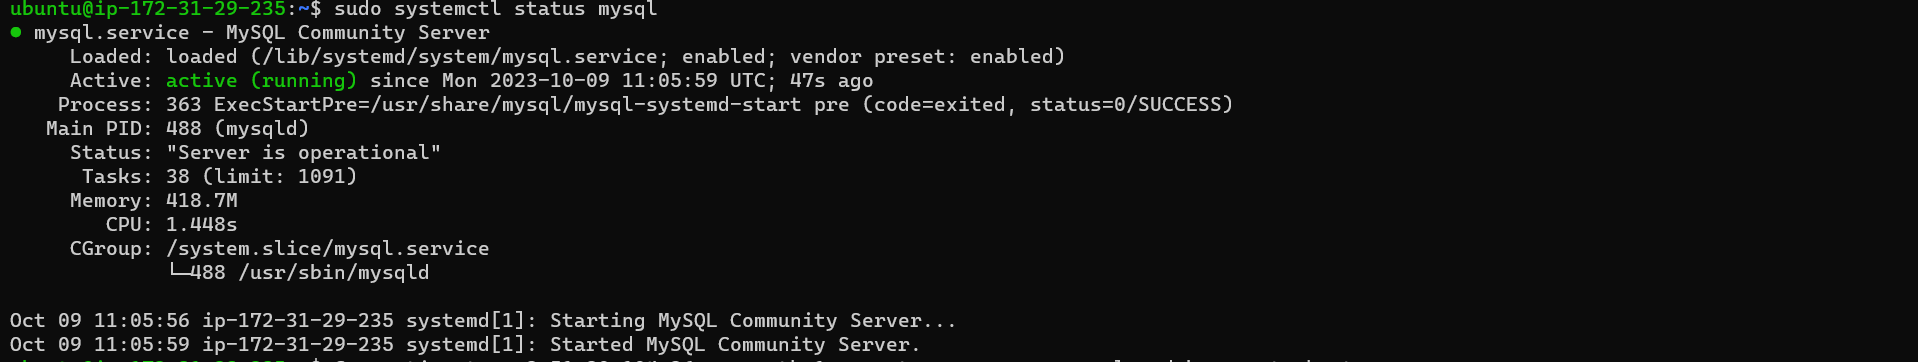 ubuntu@ip-172-31-29-235:~$ sudo systemctl status mysql
● mysql.service - MySQL Community Server
     Loaded: loaded (/lib/systemd/system/mysql.service; enabled; vendor preset: enabled)
     Active: active (running) since Mon 2023-10-09 11:05:59 UTC; 47s ago
    Process: 363 ExecStartPre=/usr/share/mysql/mysql-systemd-start pre (code=exited, status=0/SUCCESS)
   Main PID: 488 (mysqld)
     Status: "Server is operational"
      Tasks: 38 (limit: 1091)
     Memory: 418.7M
        CPU: 1.448s
     CGroup: /system.slice/mysql.service
             └─488 /usr/sbin/mysqld

Oct 09 11:05:56 ip-172-31-29-235 systemd[1]: Starting MySQL Community Server...
Oct 09 11:05:59 ip-172-31-29-235 systemd[1]: Started MySQL Community Server.